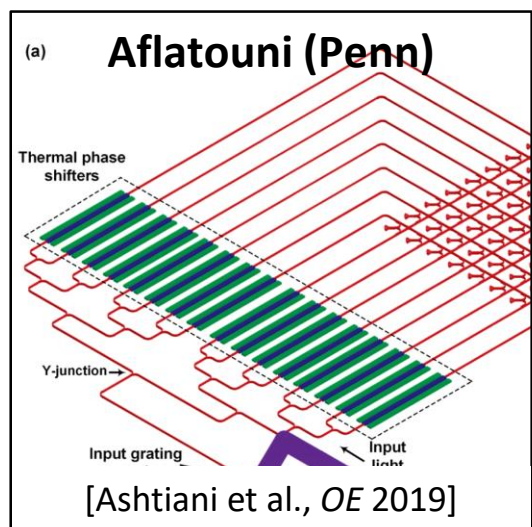 (a)
Aflatouni (Penn)
Thermal phase
shifters
Y-junction
Input grating
Input
light
[Ashtiani et al., OE 2019]